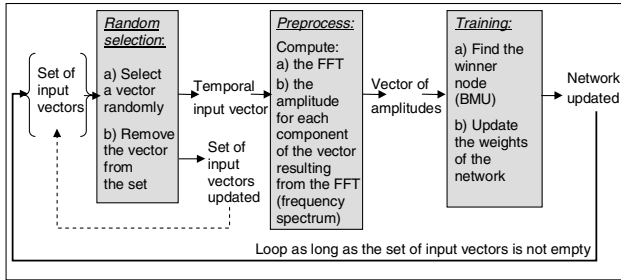 Set of
input
vectors
Random
selection:
a) Select
a vector
randomly
b) Remove
the vector
from
the set
Temporal
input vector
Set of
input
vectors
updated
Preprocess:
Compute:
a) the FFT
b) the
amplitude
for each
component
of the vector
resulting
from the FFT
(frequency
spectrum)
Vector of
amplitudes
Training:
a) Find the
winner
node
(BMU)
b) Update
the weights
of the
network
Network
updated
Loop as long as the set of input vectors is not empty